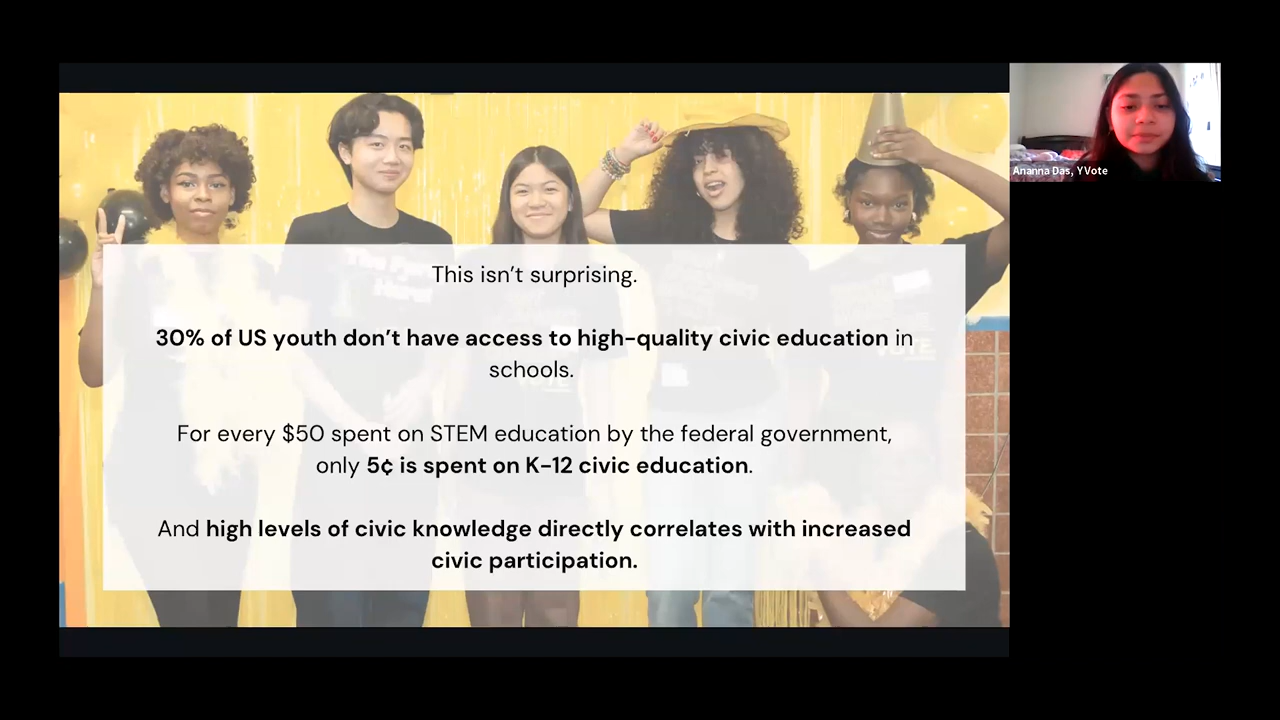 This isn't surprising.
30% of US youth don't have access to high-quality civic education in
schools.
For every $50 spent on STEM education by the federal government,
only 5¢ is spent on K-12 civic education.
And high levels of civic knowledge directly correlates with increased
civic participation.
Ananna Das, YVote
VOTE
VOTE